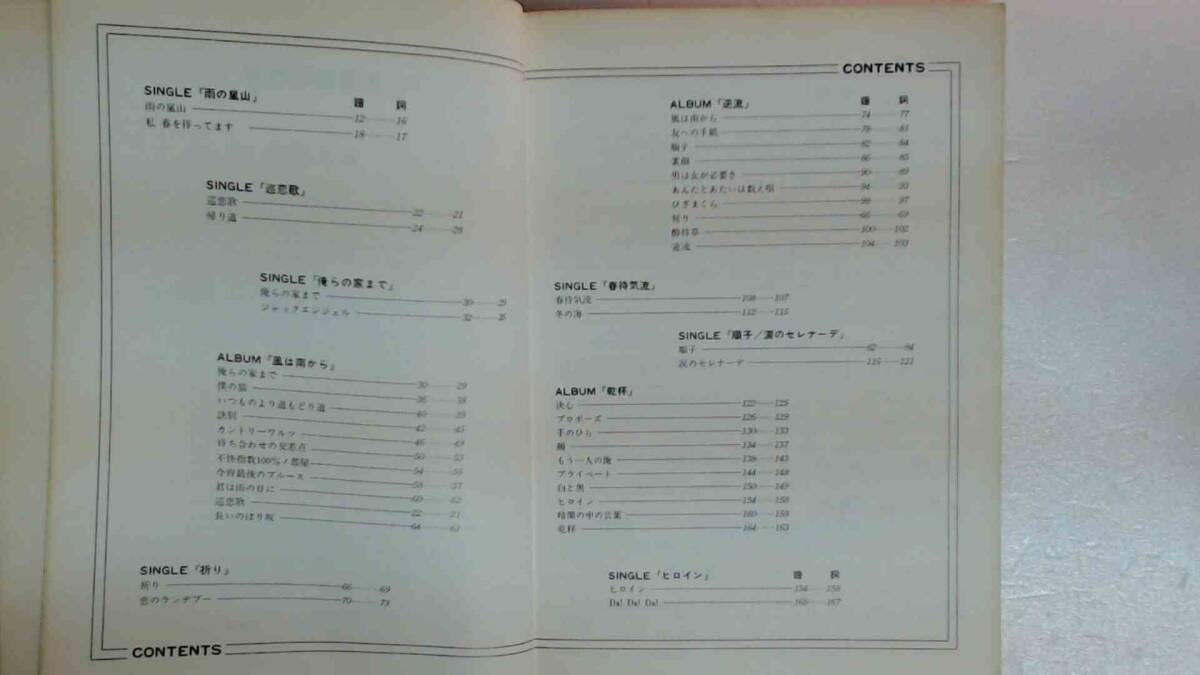 SINGLE「雨の嵐山」 譜 詞
雨の嵐山 12 16
私 春を待ってます 18 17
SINGLE「巡恋歌」
巡恋歌 22 21
帰り道 24 28
SINGLE「俺らの家まで」
俺らの家まで 30 29
ジャックエンジェル 32 35
ALBUM「風は南から」
俺らの家まで 30 29
僕の猫 36 38
いつものより道もどり道 40 39
訣別 42 45
カントリーワルツ 46 49
待ち合わせの交差点 50 53
不快指数100%ノ部屋 54 55
今宵最後のブルース 58 57
君は雨の日に 60 62
巡恋歌 22 21
長いのぼり坂 64 63
SINGLE「祈り」
祈り 66 69
恋のランデブー 70 73
CONTENTS
CONTENTS
ALBUM「逆流」 譜 詞
風は南から 74 77
友への手紙 78 81
順子 82 84
素顔 86 85
男は女が必要さ 90 89
あんたとあたいは数え唄 94 93
ひざまくら 98 97
祈り 66 69
酔待草 100 102
逆流 104 103
SINGLE「春待気流」
春待気流 108 107
冬の海 112 115
SINGLE「順子／涙のセレナーデ」
順子 82 84
涙のセレナーデ 116 121
ALBUM「乾杯」
決心 122 125
プロポーズ 126 129
手のひら 130 133
鶴 134 137
もう一人の俺 138 143
プライベート 144 148
白と黒 150 149
ヒロイン 154 158
暗闇の中の言葉 160 159
乾杯 164 163
SINGLE「ヒロイン」 譜 詞
ヒロイン 154 158
Da! Da! Da! 168 167